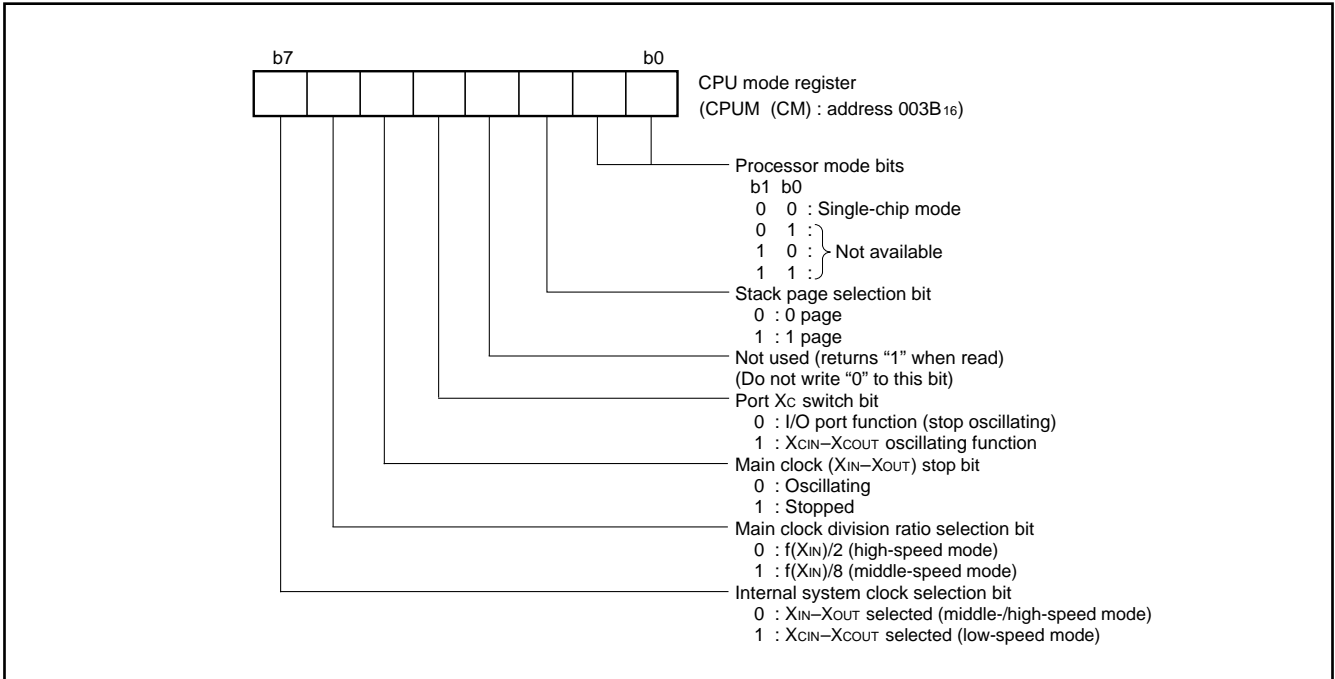 b7 b0
CPU mode register
(CPUM (CM) : address 003B16)
Processor mode bits
b1 b0
0 0 : Single-chip mode
0 1 :
1 0 : Not available
1 1 :
Stack page selection bit
0 : 0 page
1 : 1 page
Not used (returns “1” when read)
(Do not write “0” to this bit)
Port XC switch bit
0 : I/O port function (stop oscillating)
1 : XCIN–XCOUT oscillating function
Main clock (XIN–XOUT) stop bit
0 : Oscillating
1 : Stopped
Main clock division ratio selection bit
0 : f(XIN)/2 (high-speed mode)
1 : f(XIN)/8 (middle-speed mode)
Internal system clock selection bit
0 : XIN–XOUT selected (middle-/high-speed mode)
1 : XCIN–XCOUT selected (low-speed mode)